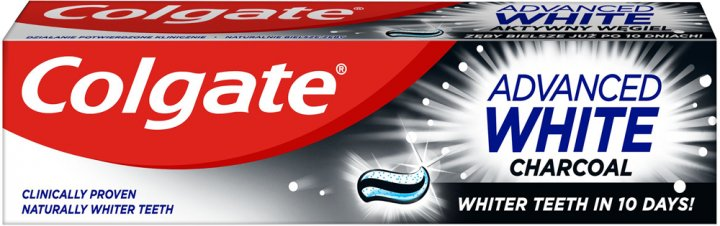 Colgate®
ADVANCED
WHITE
AKTYWNY WĘGIEL
DZIAŁANIE POTWIERDZONE KLINICZNIE • NATURALNIE BIELSZE ZĘBY
ZĘBY BIELSZE JUŻ PO 10 DNIACH!
Colgate®
ADVANCED
WHITE
CHARCOAL
CLINICALLY PROVEN
NATURALLY WHITER TEETH
WHITER TEETH IN 10 DAYS!